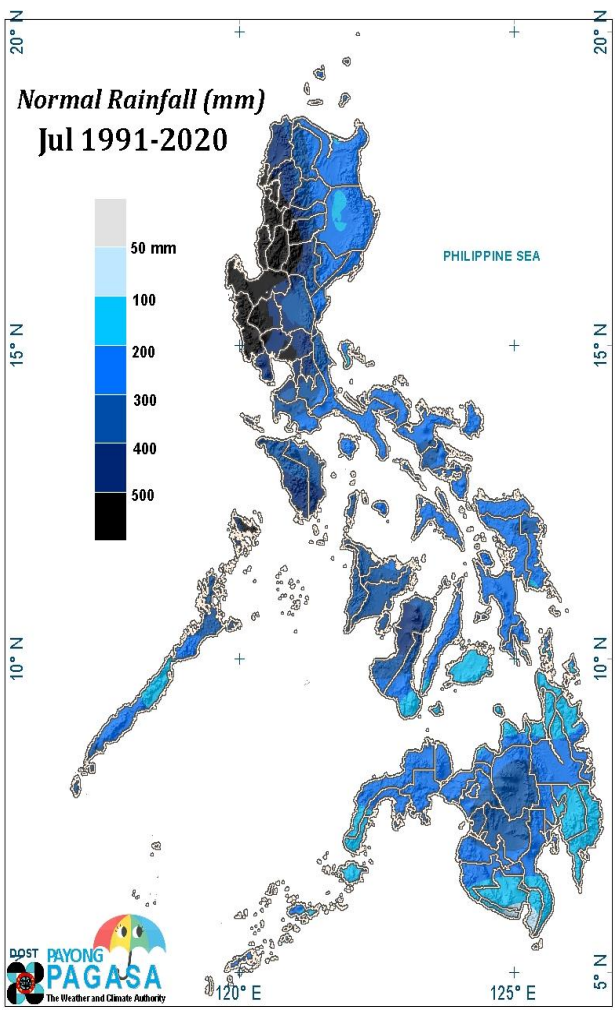 20° N
20° N
Normal Rainfall (mm)
Jul 1991-2020
50 mm
100
200
300
400
500
PHILIPPINE SEA
15° N
15° N
10° N
10° N
5° N
120° E
125° E
DOST
PAYONG
PAGASA
The Weather and Climate Authority